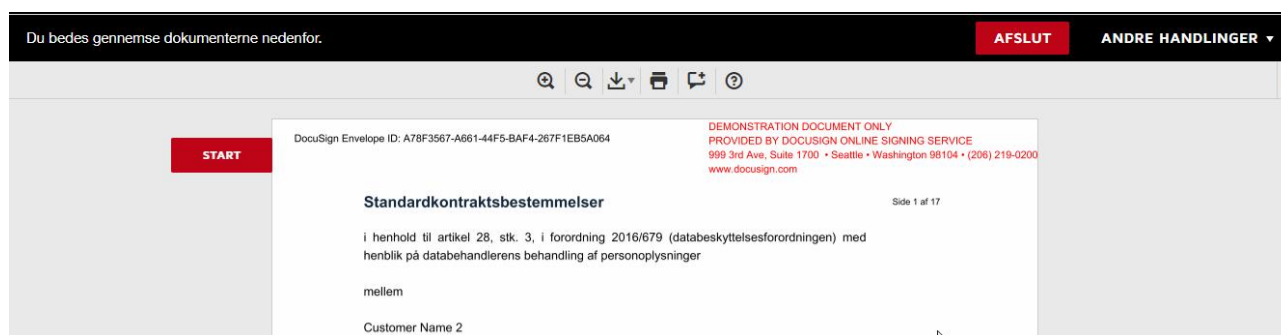 Du bedes gennemse dokumenterne nedenfor.
AFSLUT
ANDRE HANDLINGER
START
DocuSign Envelope ID: A78F3567-A661-44F5-BAF4-267F1EB5A064
DEMONSTRATION DOCUMENT ONLY
PROVIDED BY DOCUSIGN ONLINE SIGNING SERVICE
999 3rd Ave, Suite 1700 • Seattle • Washington 98104 • (206) 219-0200
www.docusign.com
Standardkontraktsbestemmelser
Side 1 af 17
i henhold til artikel 28, stk. 3, i forordning 2016/679 (databeskyttelsesforordningen) med
henblik på databehandlerens behandling af personoplysninger
mellem
Customer Name 2